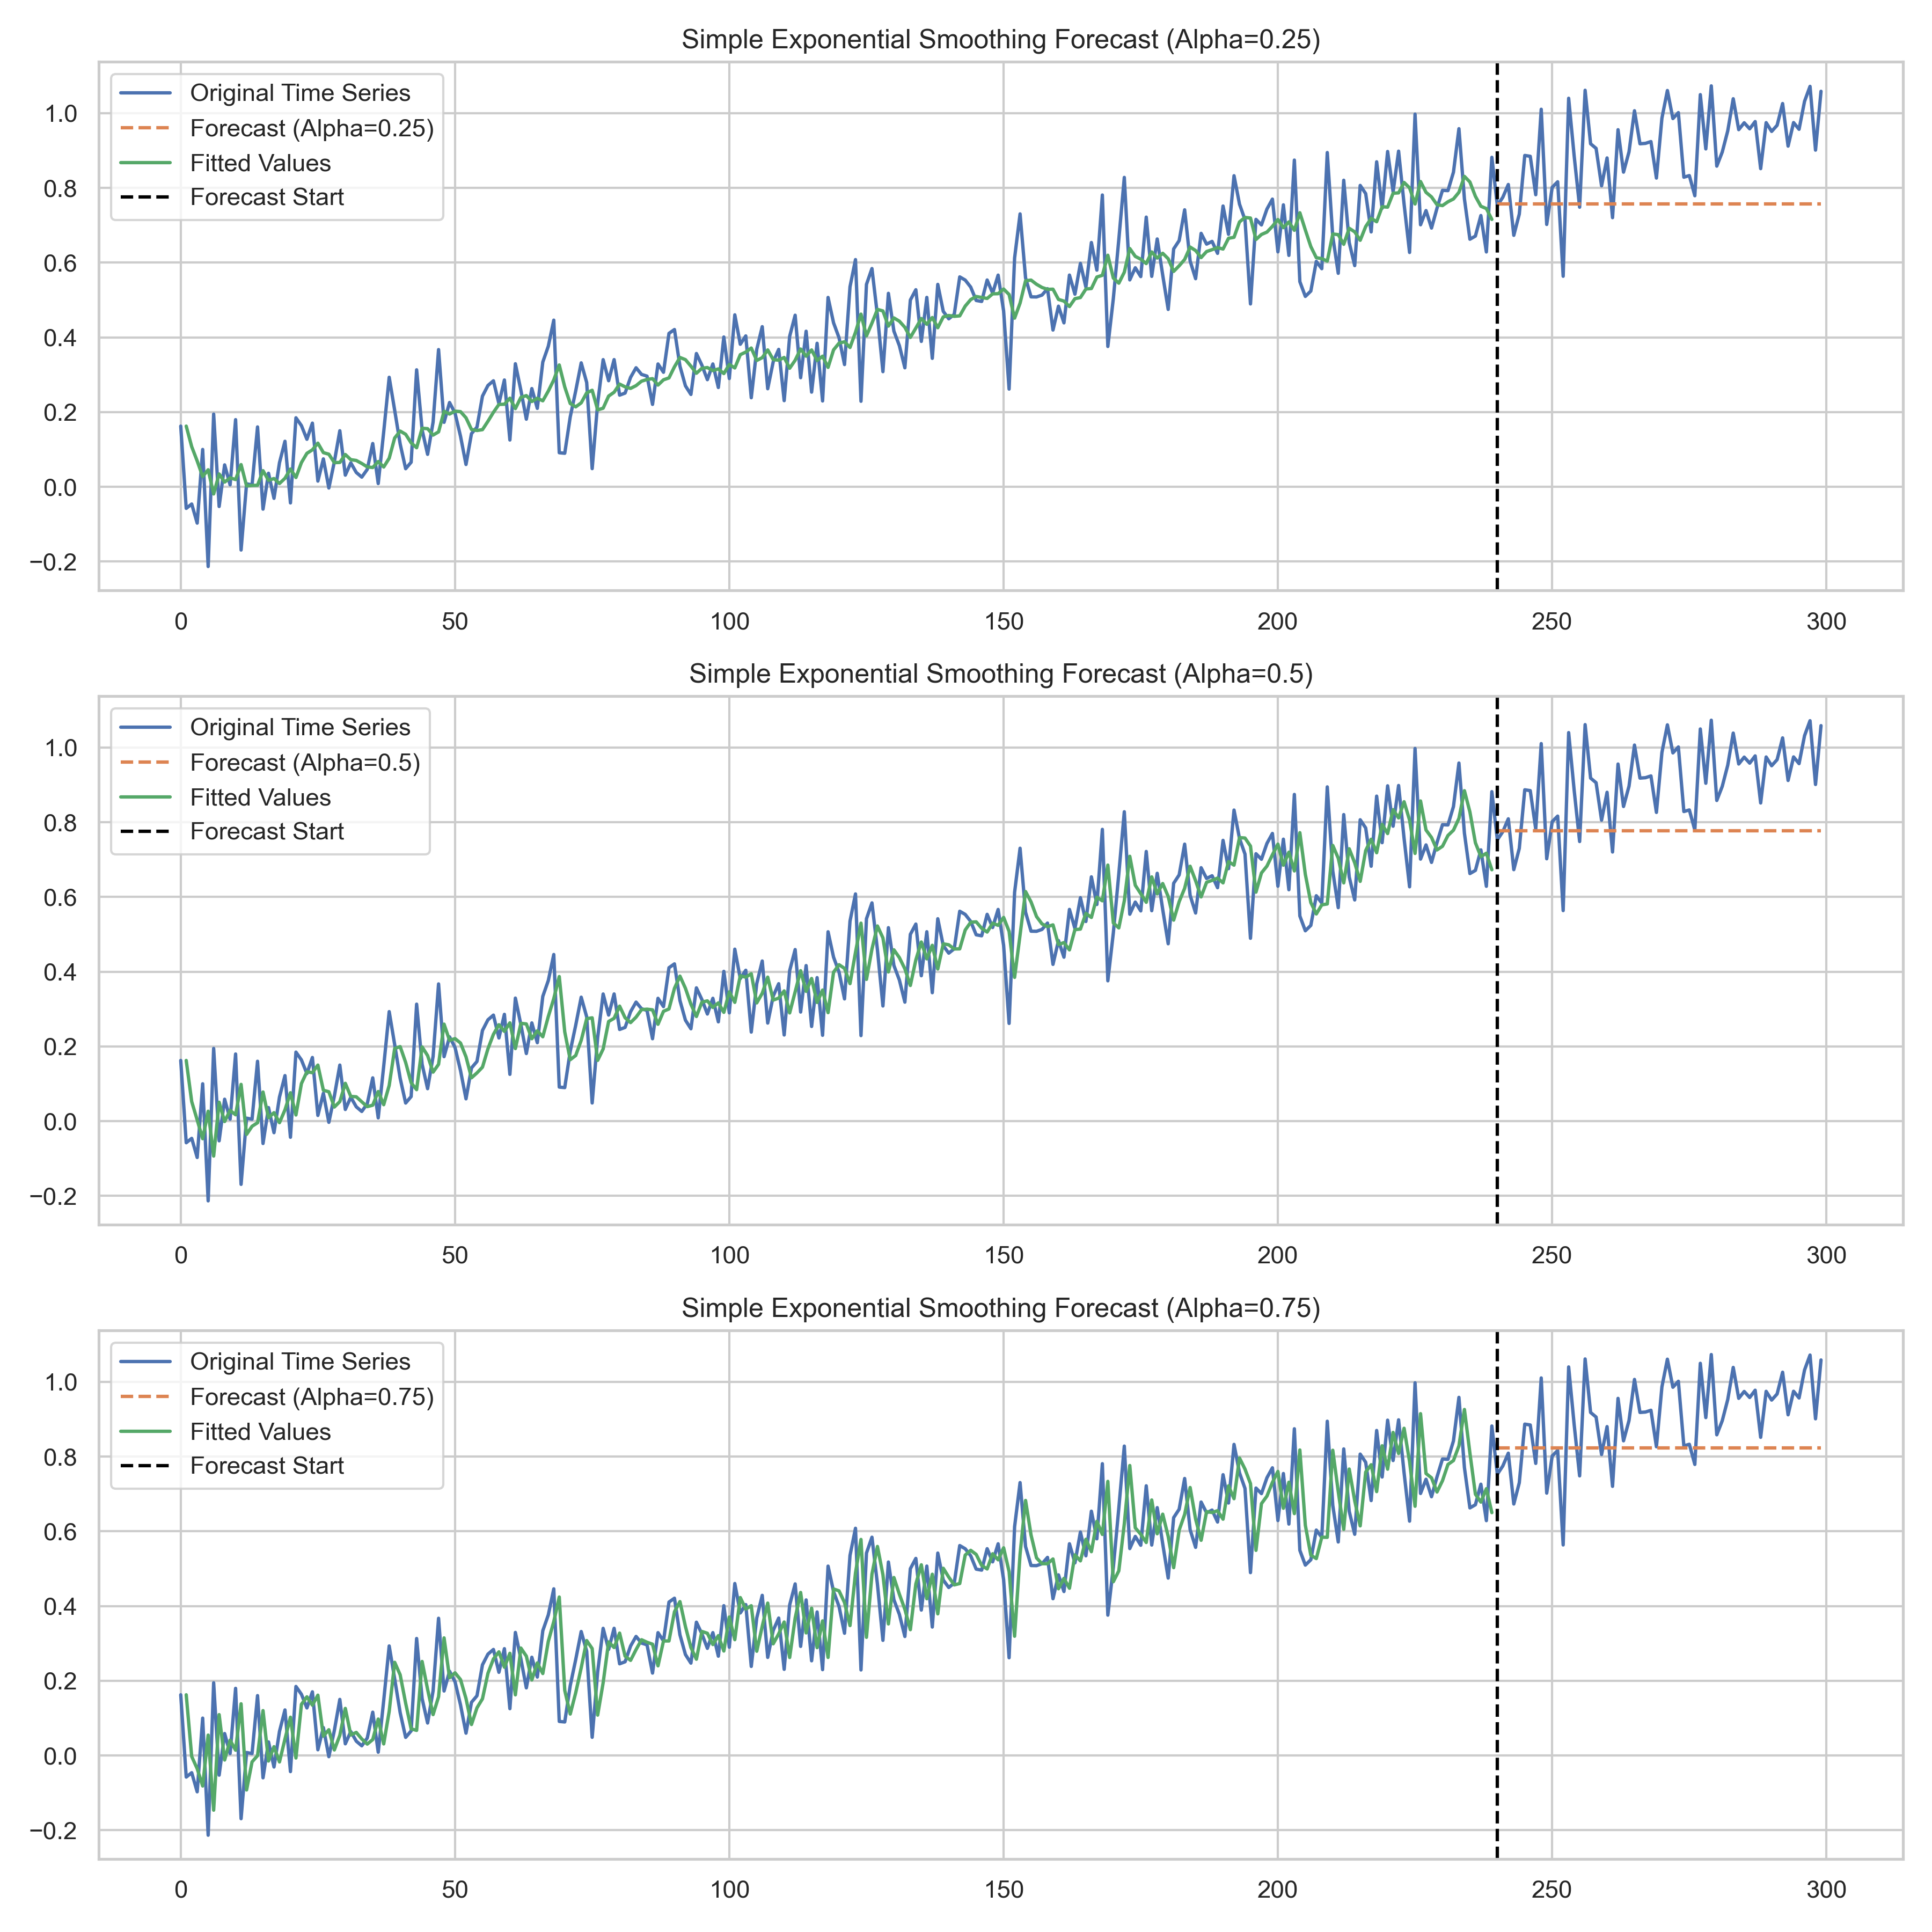 Simple Exponential Smoothing Forecast (Alpha=0.25)
Original Time Series
Forecast (Alpha=0.25)
Fitted Values
Forecast Start
1.0
0.8
0.6
0.4
0.2
0.0
−0.2
0 50 100 150 200 250 300
Simple Exponential Smoothing Forecast (Alpha=0.5)
Original Time Series
Forecast (Alpha=0.5)
Fitted Values
Forecast Start
1.0
0.8
0.6
0.4
0.2
0.0
−0.2
0 50 100 150 200 250 300
Simple Exponential Smoothing Forecast (Alpha=0.75)
Original Time Series
Forecast (Alpha=0.75)
Fitted Values
Forecast Start
1.0
0.8
0.6
0.4
0.2
0.0
−0.2
0 50 100 150 200 250 300